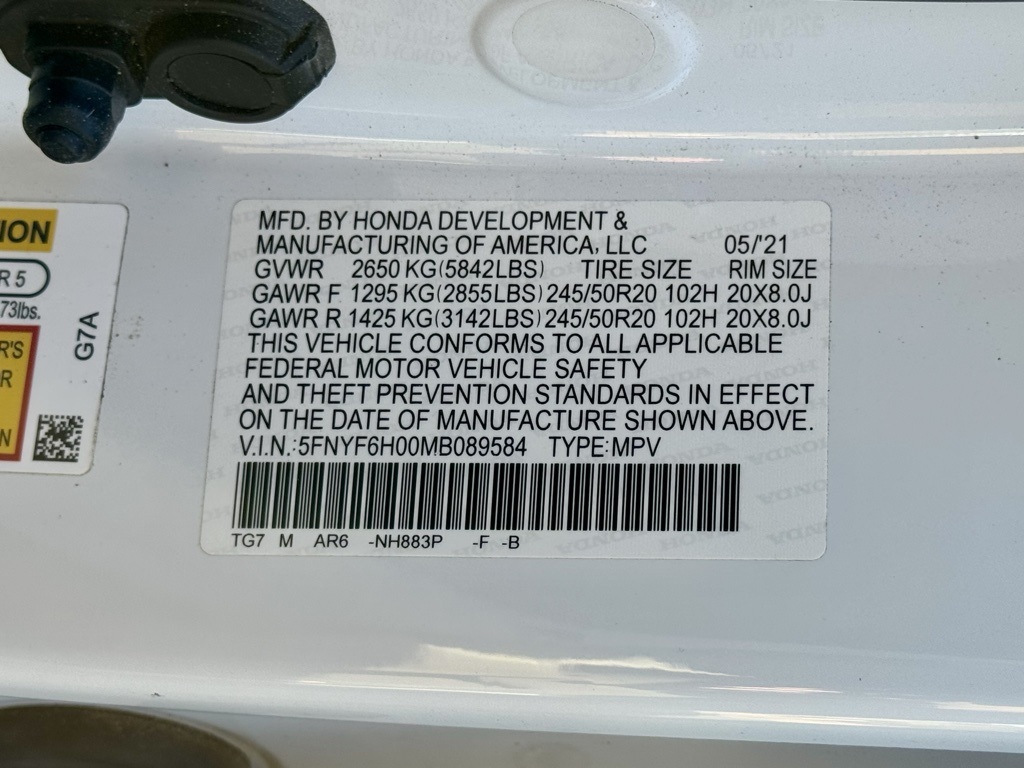 MFD. BY HONDA DEVELOPMENT &
MANUFACTURING OF AMERICA, LLC 05/'21
GVWR 2650 KG(5842LBS) TIRE SIZE RIM SIZE
GAWR F 1295 KG(2855LBS) 245/50R20 102H 20X8.0J
GAWR R 1425 KG(3142LBS) 245/50R20 102H 20X8.0J
THIS VEHICLE CONFORMS TO ALL APPLICABLE
FEDERAL MOTOR VEHICLE SAFETY
AND THEFT PREVENTION STANDARDS IN EFFECT
ON THE DATE OF MANUFACTURE SHOWN ABOVE.
V.I.N.:5FNYF6H00MB089584 TYPE:MPV
TG7 M AR6 -NH883P -F -B
R 5
73lbs.
G7A